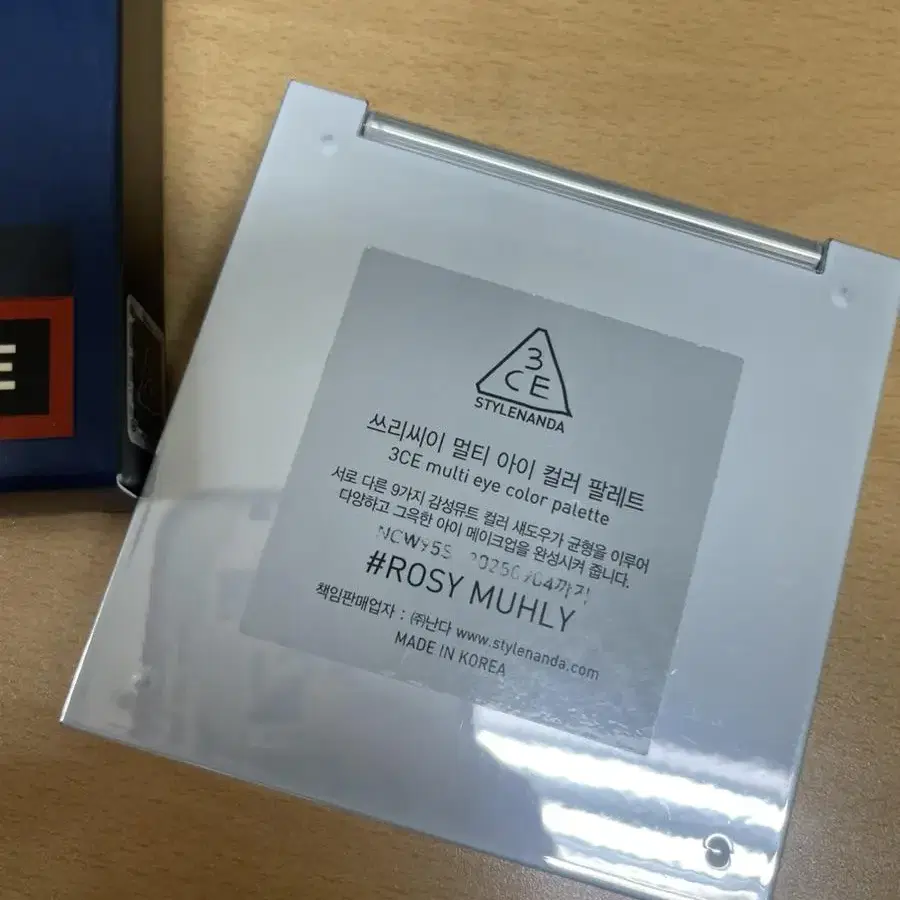 E
3
CE
STYLENANDA
쓰리씨이 멀티 아이 컬러 팔레트
3CE multi eye color palette
서로 다른 9가지 감성뮤트 컬러 섀도우가 균형을 이루어
다양하고 그윽한 아이 메이크업을 완성시켜 줍니다.
#ROSY MUHLY
책임판매업자 : ㈜난다 www.stylenanda.com
MADE IN KOREA